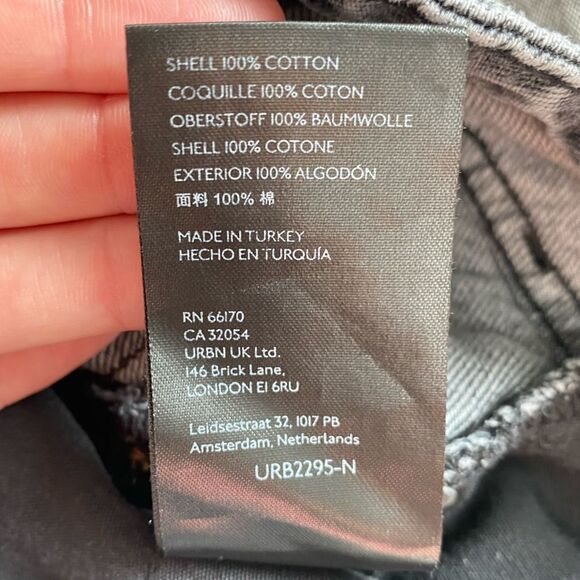 SHELL 100% COTTON
COQUILLE 100% COTON
OBERSTOFF 100% BAUMWOLLE
SHELL 100% COTONE
EXTERIOR 100% ALGODÓN
面料 100% 棉
MADE IN TURKEY
HECHO EN TURQUÍA
RN 66170
CA 32054
URBN UK Ltd.
146 Brick Lane,
LONDON E1 6RU
Leidsestraat 32, 1017 PB
Amsterdam, Netherlands
URB2295-N